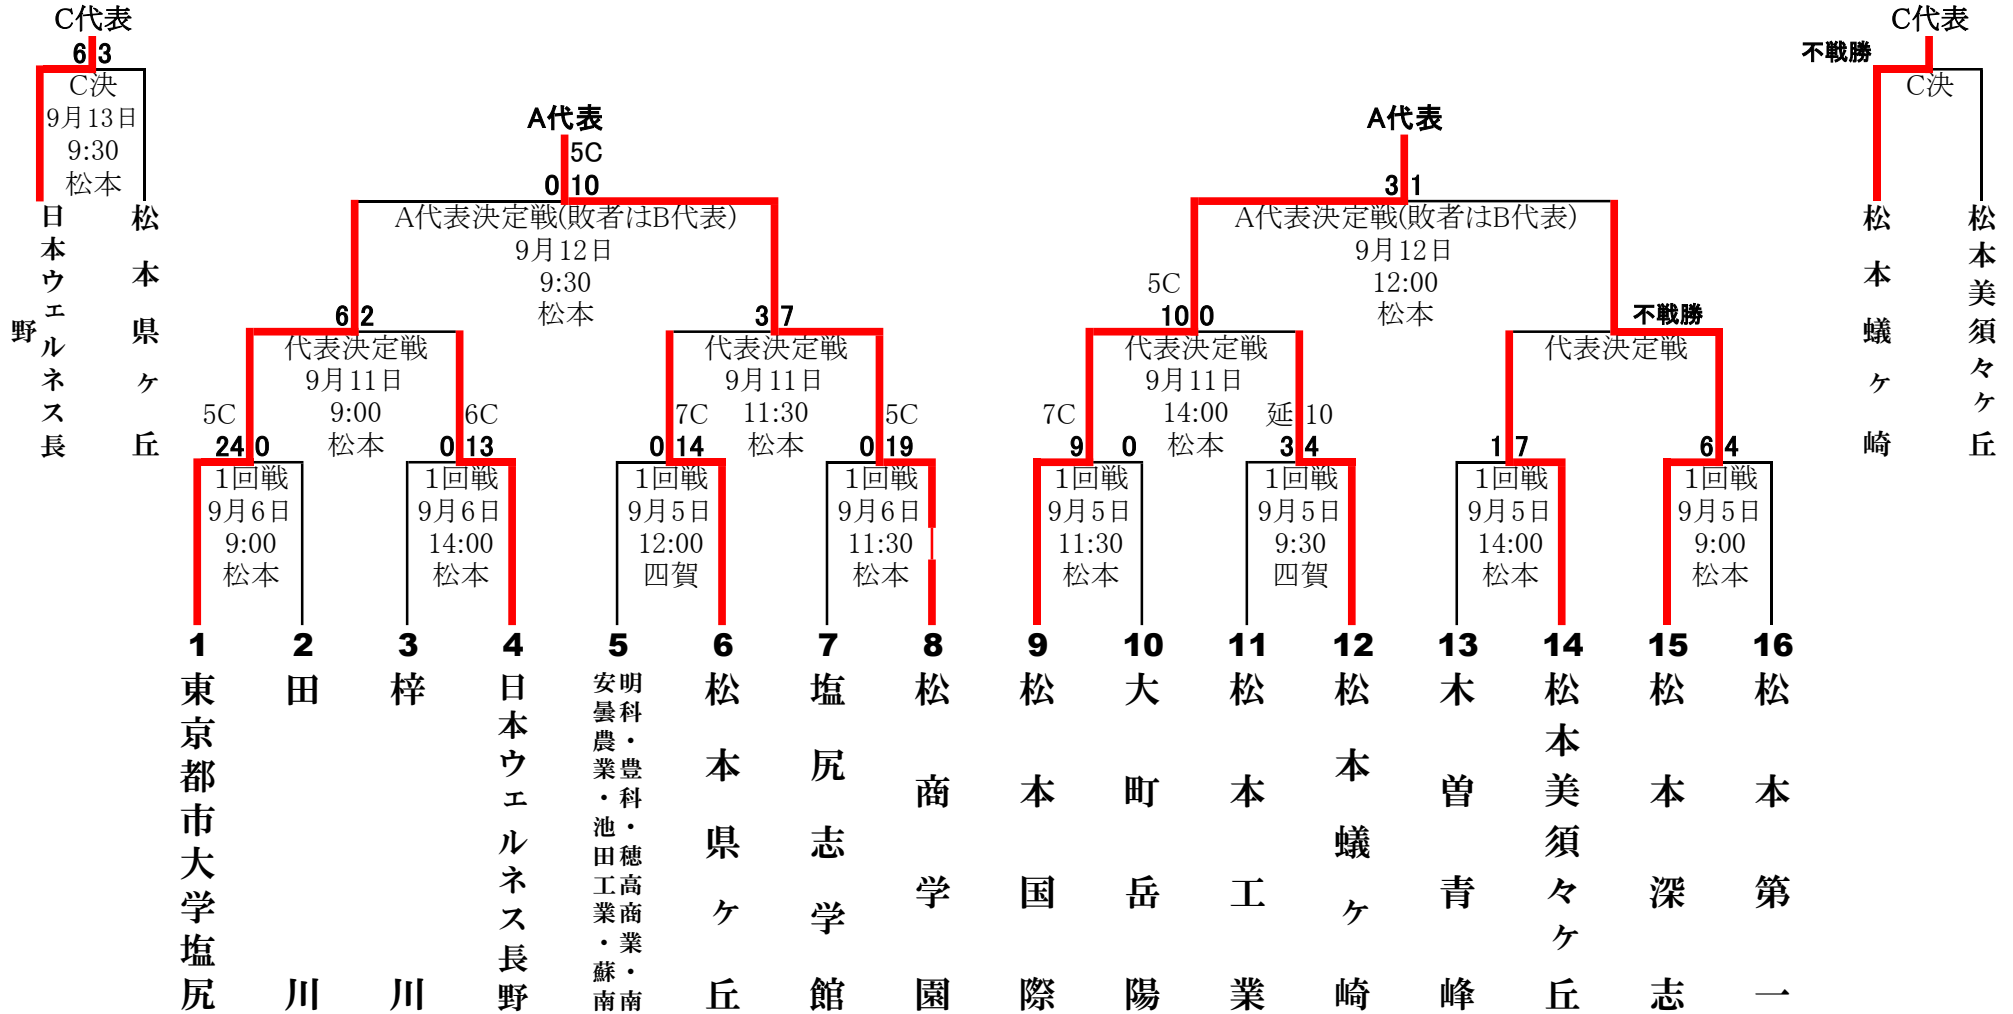 C代表
6 3
C決
9月13日
9:30
松本
日本ウェルネス長野
松本県ケ丘
A代表
5C
0 10
A代表決定戦(敗者はB代表)
9月12日
9:30
松本
6 2
代表決定戦
9月11日
9:00
松本
3 7
代表決定戦
9月11日
11:30
松本
5C
24 0
1回戦
9月6日
9:00
松本
6C
0 13
1回戦
9月6日
14:00
松本
7C
0 14
1回戦
9月5日
12:00
四賀
5C
0 19
1回戦
9月6日
11:30
松本
A代表
3 1
A代表決定戦(敗者はB代表)
9月12日
12:00
松本
5C
10 0
代表決定戦
9月11日
14:00
松本
不戦勝
代表決定戦
7C
9 0
1回戦
9月5日
11:30
松本
延 10
3 4
1回戦
9月5日
9:30
四賀
1 7
1回戦
9月5日
14:00
松本
6 4
1回戦
9月5日
9:00
松本
C代表
不戦勝
C決
松本蟻ケ崎
松本美須々ケ丘
1
東京都市大学塩尻
2
田川
3
梓川
4
日本ウェルネス長野
5
明科・豊科・穂高商業・南
安曇農業・池田工業・蘇南
6
松本県ケ丘
7
塩尻志学館
8
松商学園
9
松本国際
10
大町岳陽
11
松本工業
12
松本蟻ケ崎
13
木曽青峰
14
松本美須々ケ丘
15
松本深志
16
松本第一